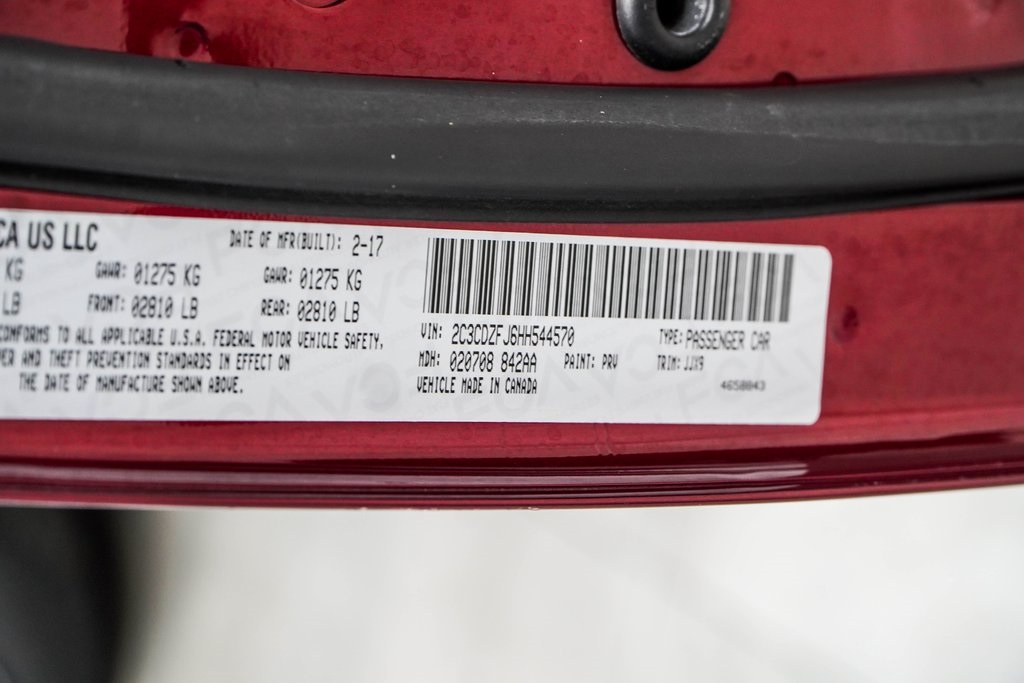 CA US LLC
DATE OF MFR(BUILT): 2-17
KG GAWR: 01275 KG GAWR: 01275 KG
LB FRONT: 02810 LB REAR: 02810 LB
CONFORMS TO ALL APPLICABLE U.S.A. FEDERAL MOTOR VEHICLE SAFETY,
PER AND THEFT PREVENTION STANDARDS IN EFFECT ON
THE DATE OF MANUFACTURE SHOWN ABOVE.
VIN: 2C3CDZFJ6HH544570 TYPE: PASSENGER CAR
MDH: 020708 842AA PAINT: PRV TRIM: JJX9
VEHICLE MADE IN CANADA 4658843